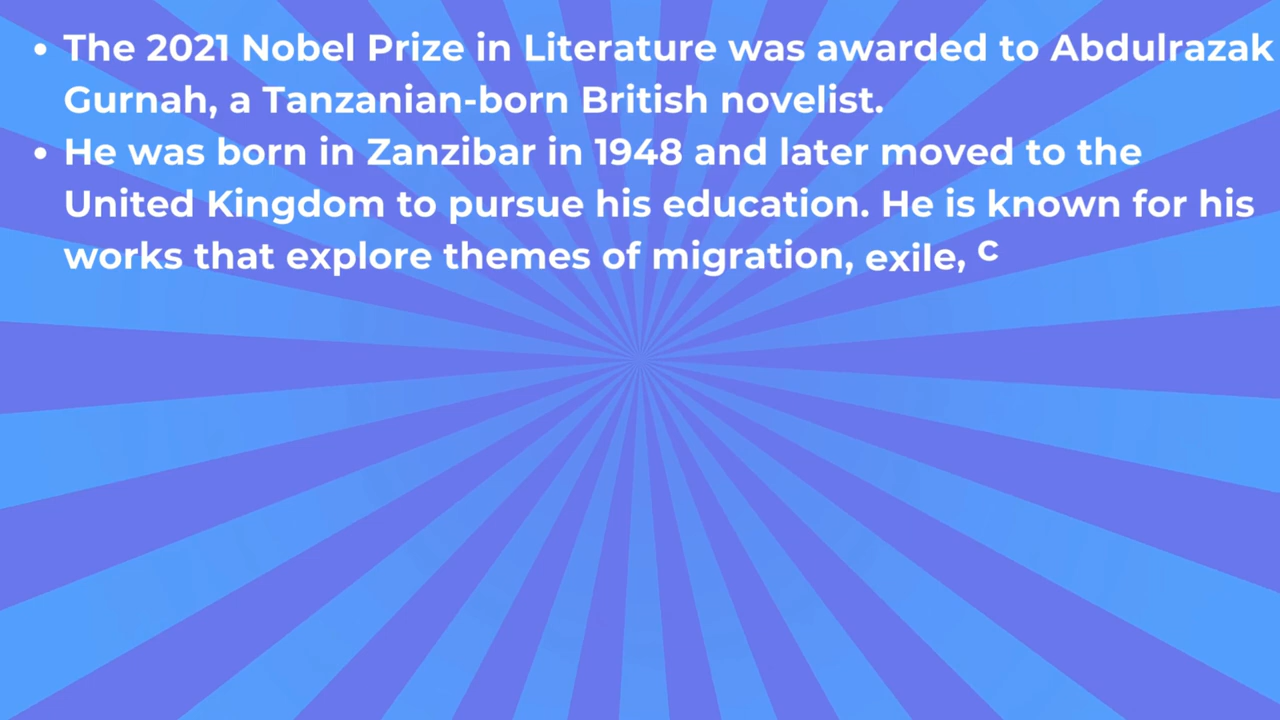 • The 2021 Nobel Prize in Literature was awarded to Abdulrazak
Gurnah, a Tanzanian-born British novelist.
• He was born in Zanzibar in 1948 and later moved to the
United Kingdom to pursue his education. He is known for his
works that explore themes of migration, exile, c